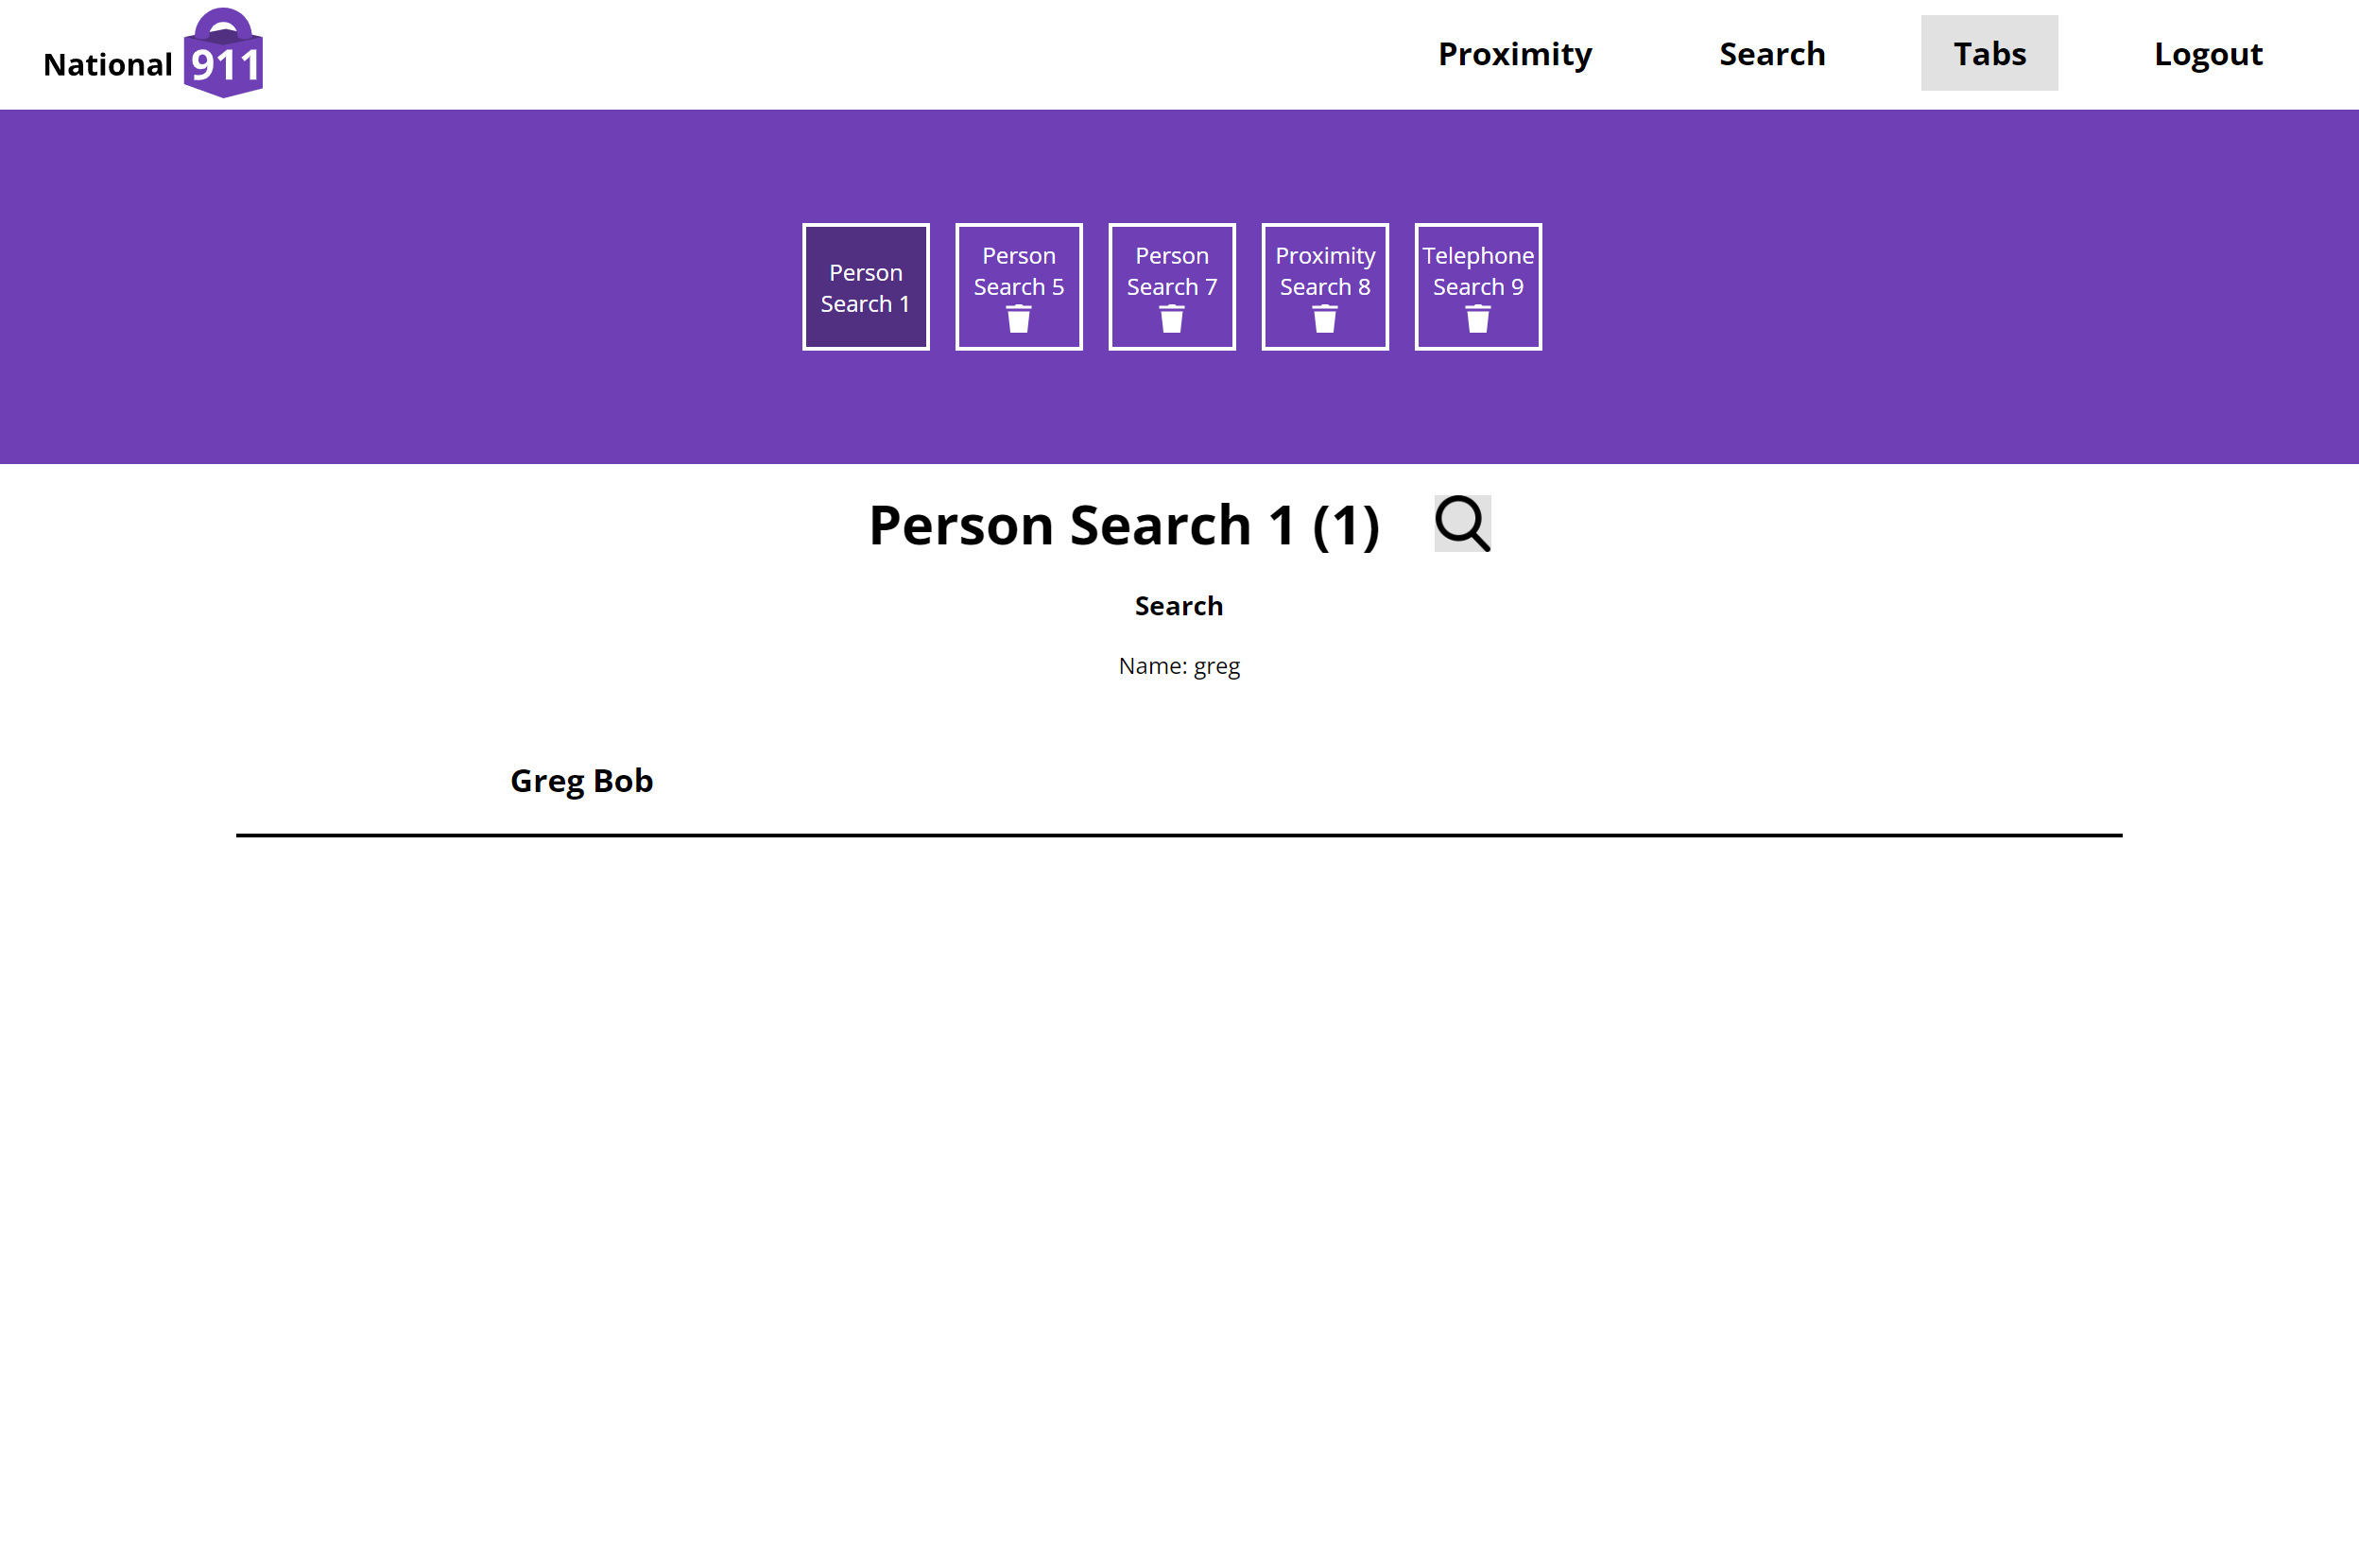 National 911
Proximity
Search
Tabs
Logout
Person
Search 1
Person
Search 5
Person
Search 7
Proximity
Search 8
Telephone
Search 9
Person Search 1 (1)
Search
Name: greg
Greg Bob